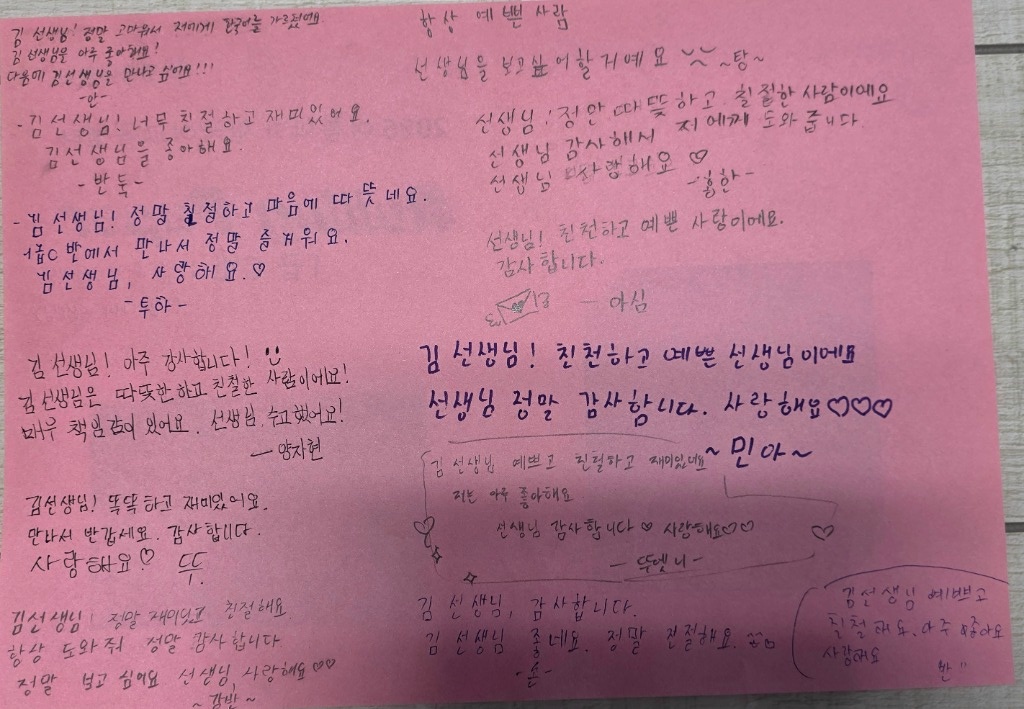 김 선생님! 정말 고마워서 저에게 한국어를 가르쳤어요
김 선생님을 아주 좋아해요!
다음에 김선생님을 만나고 싶어요!!!
-안-
-김선생님! 너무 친절하고 재미있어요.
김선생님을 좋아해요.
-반 둑-
-김 선생님! 정말 친절하고 마음에 따 뜻 네요.
C 반에서 만나서 정말 즐거워요.
김 선생님, 사랑해요.♡
-투하-
김 선생님! 아주 감사합니다!
김 선생님은 따뜻한하고 친절한 사람이에요!
매우 책임감이 있어요. 선생님, 수고했어요!
— 양자현
김선생님! 똑똑하고 재미있어요.
만나서 반갑세요. 감사합니다.
사랑해요♡ 뚜.
김선생님! 정말 재미있고 친절해요
항상 도와줘 정말 감사합니다
정말 보고 싶어요 선생님, 사랑해요♡♡
~감반~
항상 예쁜 사람
선생님을 보고싶어할거예요 ~탕~
선생님! 정안 따뜻하고 친절한 사람이에요
선생님 감사해서 저에께 도와줍니다.
선생님 사랑해요 ♡
-홍한-
선생님! 친천하고 예쁜 사람이에요.
감사합니다.
— 아심
김 선생님! 친천하고 예쁜 선생님이에요
선생님 정말 감사합니다. 사랑해요♡♡♡
~민아~
김 선생님 예쁘고 친철하고 재미있네요
저는 아주 좋아해요
선생님 감사합니다♡ 사랑해요♡♡
— 뚜엣니 -
김 선생님, 감사합니다.
김 선생님 좋네요. 정말 친절해요.
-손-
김선생님 예쁘고
친철해요. 아주 좋아요
사랑해요
반